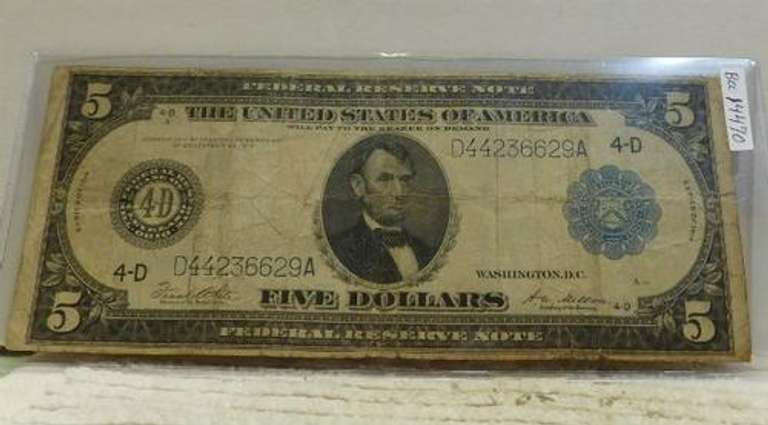 FEDERAL RESERVE NOTE
5 5
THE UNITED STATES OF AMERICA
WILL PAY TO THE BEARER ON DEMAND
D44236629A 4-D
4-D
4-D D44236629A
WASHINGTON, D.C.
FIVE DOLLARS
4-D
5 5
FEDERAL RESERVE NOTE